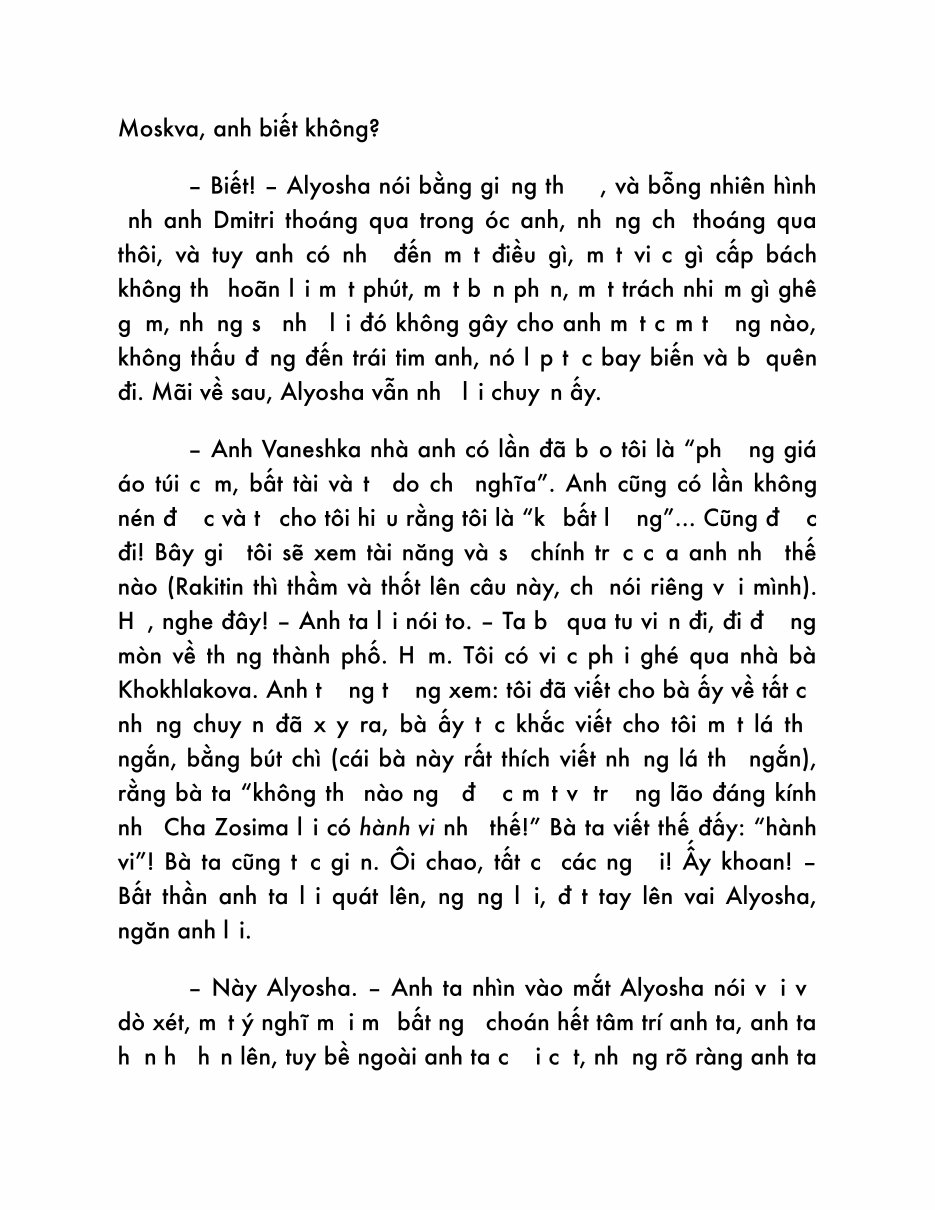 Moskva, anh biết không?
– Biết! – Alyosha nói bằng gi ng th , và bỗng nhiên hình
nh anh Dmitri thoáng qua trong óc anh, nh ng ch thoáng qua
thôi, và tuy anh có nh đến m t điều gì, m t vi c gì cấp bách
không th hoãn l i m t phút, m t b n ph n, m t trách nhi m gì ghê
g m, nh ng s nh l i đó không gây cho anh m t c m t ng nào,
không thấu đ ng đến trái tim anh, nó l p t c bay biến và b quên
đi. Mãi về sau, Alyosha vẫn nh l i chuy n ấy.
– Anh Vaneshka nhà anh có lần đã b o tôi là “ph ng giá
áo túi c m, bất tài và t do ch nghĩa”. Anh cũng có lần không
nén đ c và t cho tôi hi u rằng tôi là “k bất l ng”... Cũng đ c
đi! Bây gi tôi sẽ xem tài năng và s chính tr c c a anh nh thế
nào (Rakitin thì thầm và thốt lên câu này, ch nói riêng v i mình).
H , nghe đây! – Anh ta l i nói to. – Ta b qua tu vi n đi, đi đ ng
mòn về th ng thành phố. H m. Tôi có vi c ph i ghé qua nhà bà
Khokhlakova. Anh t ng t ng xem: tôi đã viết cho bà ấy về tất c
nh ng chuy n đã x y ra, bà ấy t c khắc viết cho tôi m t lá th
ngắn, bằng bút chì (cái bà này rất thích viết nh ng lá th ngắn),
rằng bà ta “không th nào ng đ c m t v tr ng lão đáng kính
nh Cha Zosima l i có hành vi nh thế!” Bà ta viết thế đấy: “hành
vi”! Bà ta cũng t c gi n. Ôi chao, tất c các ng i! Ấy khoan! –
Bất thần anh ta l i quát lên, ng ng l i, đ t tay lên vai Alyosha,
ngăn anh l i.
– Này Alyosha. – Anh ta nhìn vào mắt Alyosha nói v i v
dò xét, m t ý nghĩ m i m bất ng choán hết tâm trí anh ta, anh ta
h n h h n lên, tuy bề ngoài anh ta c i c t, nh ng rõ ràng anh ta